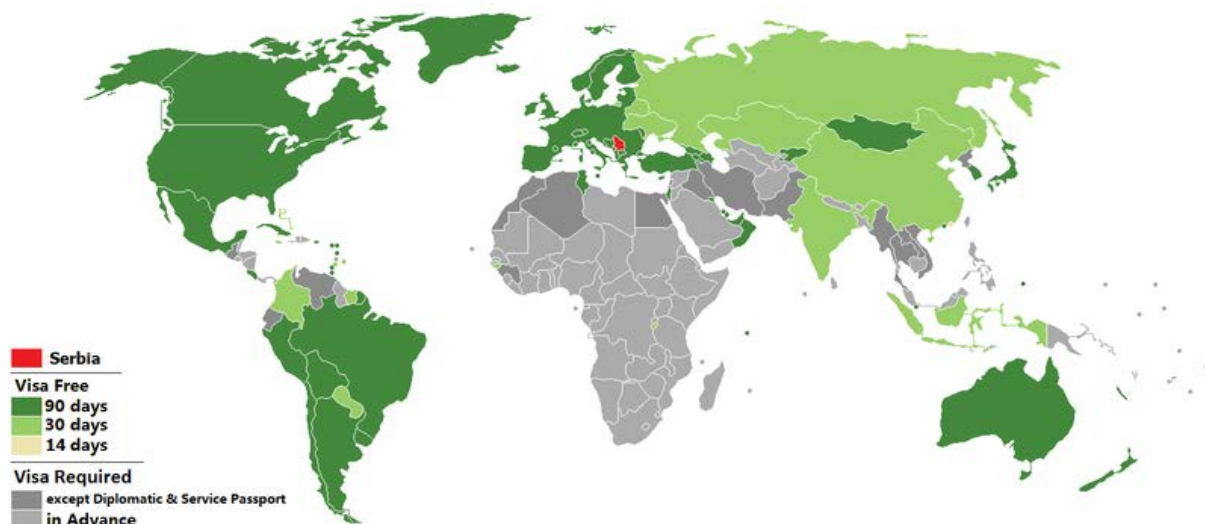 Serbia
Visa Free
90 days
30 days
14 days
Visa Required
except Diplomatic & Service Passport
in Advance